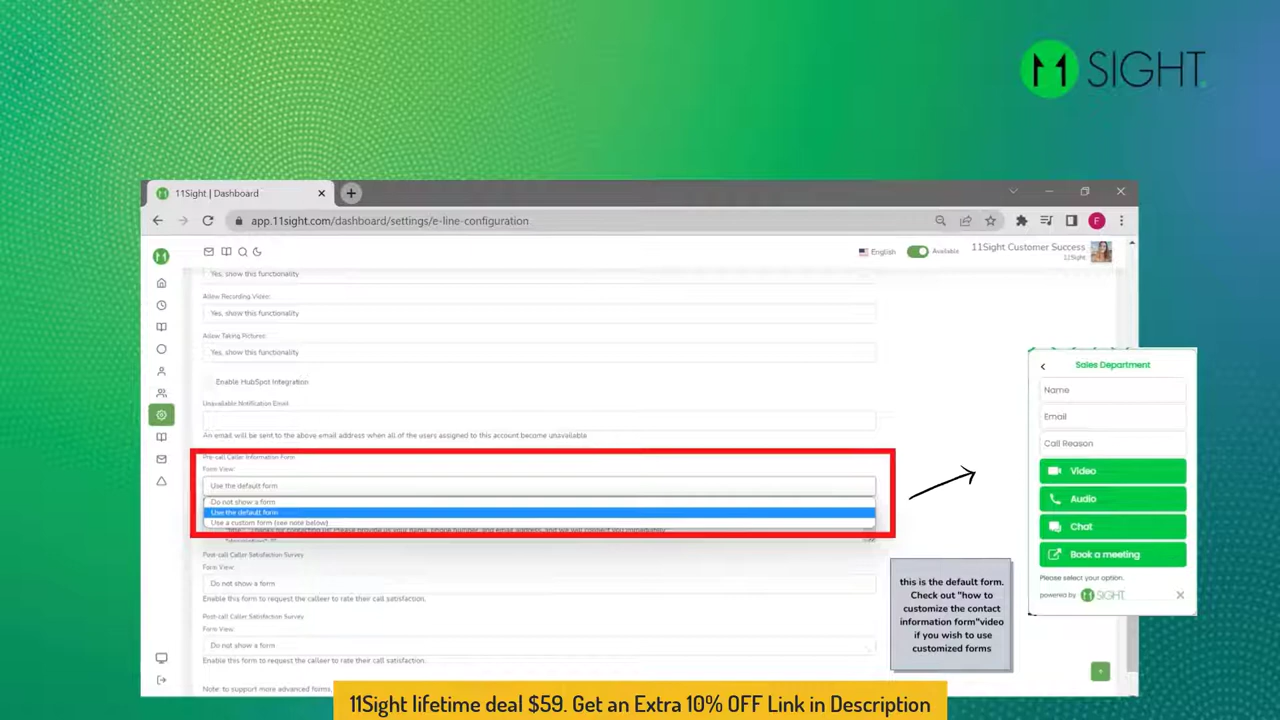 SIGHT
11Sight | Dashboard
app.11sight.com/dashboard/settings/e-line-configuration
F
English
Available
11Sight Customer Success
11Sight
Yes, show this functionality
Allow Recording Video:
Yes, show this functionality
Allow Taking Pictures:
Yes, show this functionality
Enable HubSpot Integration
Unavailable Notification Email
An email will be sent to the above email address when all of the users assigned to this account become unavailable
Pre-call Caller Information Form
Form View:
Use the default form
Do not show a form
Use the default form
Use a custom form (see note below)
Post-call Caller Satisfaction Survey
Form View:
Do not show a form
Enable this form to request the calleer to rate their call satisfaction.
Post-call Caller Satisfaction Survey
Form View:
Do not show a form
Enable this form to request the calleer to rate their call satisfaction.
Note: to support more advanced forms,
Sales Department
Name
Email
Call Reason
Video
Audio
Chat
Book a meeting
Please select your option.
powered by SIGHT
this is the default form.
Check out "how to
customize the contact
information form"video
if you wish to use
customized forms
11Sight lifetime deal $59. Get an Extra 10% OFF Link in Description